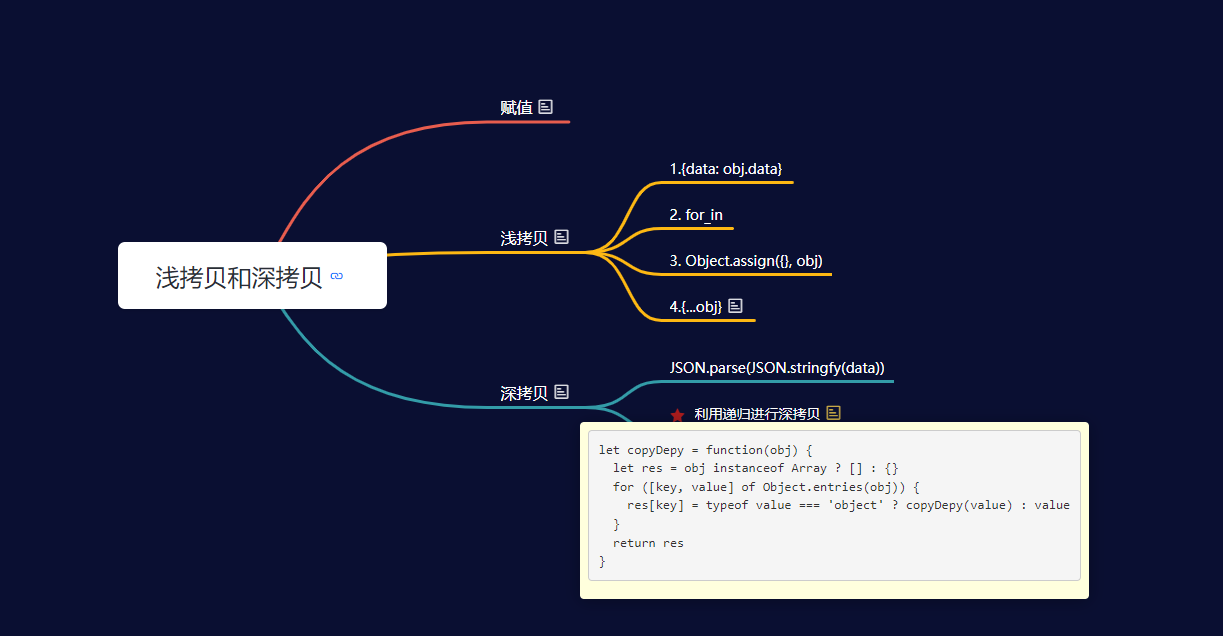 赋值
1.{data: obj.data}
2. for_in
浅拷贝
3. Object.assign({}, obj)
浅拷贝和深拷贝
4.{...obj}
JSON.parse(JSON.stringfy(data))
深拷贝
利用递归进行深拷贝
let copyDepy = function(obj) {
  let res = obj instanceof Array ? [] : {}
  for ([key, value] of Object.entries(obj)) {
    res[key] = typeof value === 'object' ? copyDepy(value) : value
  }
  return res
}